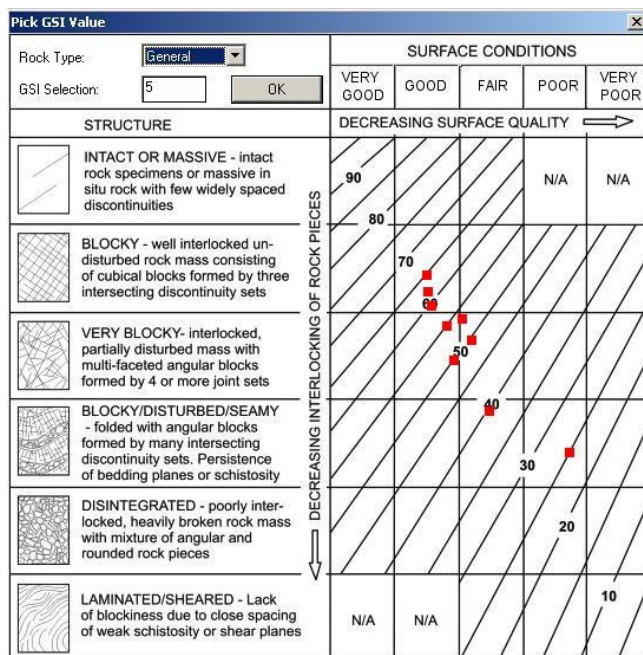 Pick GSI Value
Rock Type: General
GSI Selection: 5 OK
SURFACE CONDITIONS
VERY GOOD GOOD FAIR POOR VERY POOR
STRUCTURE
DECREASING SURFACE QUALITY
DECREASING INTERLOCKING OF ROCK PIECES
INTACT OR MASSIVE - intact
rock specimens or massive in
situ rock with few widely spaced
discontinuities
90
80
N/A N/A
BLOCKY - well interlocked un-
disturbed rock mass consisting
of cubical blocks formed by three
intersecting discontinuity sets
70
60
VERY BLOCKY- interlocked,
partially disturbed mass with
multi-faceted angular blocks
formed by 4 or more joint sets
50
BLOCKY/DISTURBED/SEAMY
- folded with angular blocks
formed by many intersecting
discontinuity sets. Persistence
of bedding planes or schistosity
40
30
DISINTEGRATED - poorly inter-
locked, heavily broken rock mass
with mixture of angular and
rounded rock pieces
20
LAMINATED/SHEARED - Lack
of blockiness due to close spacing
of weak schistosity or shear planes
N/A N/A
10